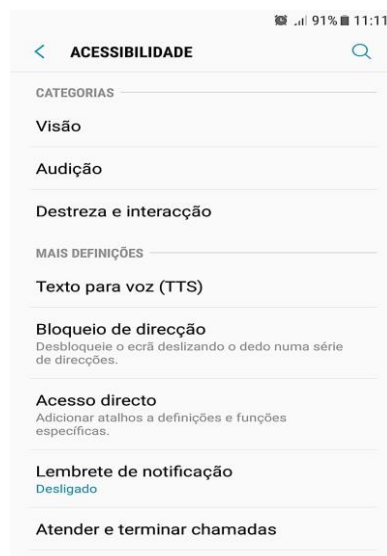 91% 11:11
ACESSIBILIDADE
CATEGORIAS
Visão
Audição
Destreza e interacção
MAIS DEFINIÇÕES
Texto para voz (TTS)
Bloqueio de direcção
Desbloqueie o ecrã deslizando o dedo numa série
de direcções.
Acesso directo
Adicionar atalhos a definições e funções
específicas.
Lembrete de notificação
Desligado
Atender e terminar chamadas